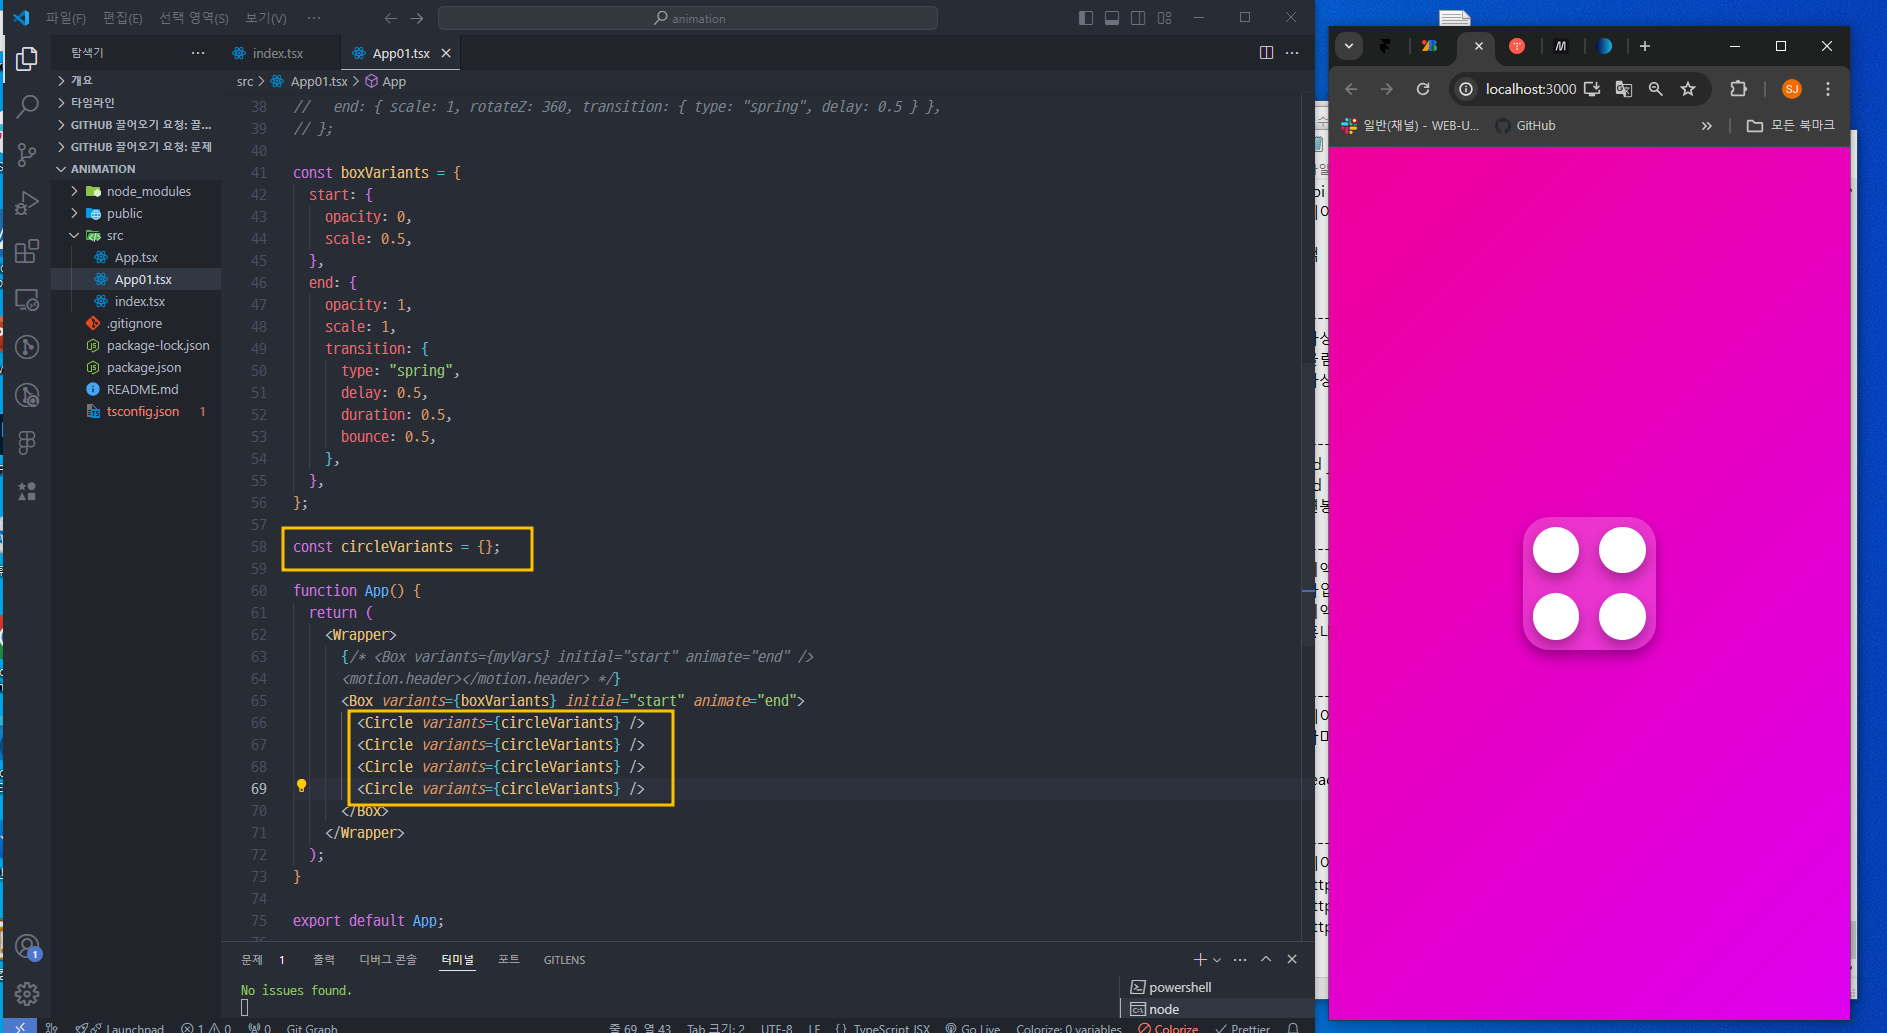 파일(F) 편집(E) 선택 영역(S) 보기(V) ···
animation
탐색기
개요
타임라인
GITHUB 끌어오기 요청: 끌...
GITHUB 끌어오기 요청: 문제
ANIMATION
node_modules
public
src
App.tsx
App01.tsx
index.tsx
.gitignore
package-lock.json
package.json
README.md
tsconfig.json 1
1
index.tsx
App01.tsx
src > App01.tsx > App
38 //   end: { scale: 1, rotateZ: 360, transition: { type: "spring", delay: 0.5 } },
39 // };
40
41 const boxVariants = {
42   start: {
43     opacity: 0,
44     scale: 0.5,
45   },
46   end: {
47     opacity: 1,
48     scale: 1,
49     transition: {
50       type: "spring",
51       delay: 0.5,
52       duration: 0.5,
53       bounce: 0.5,
54     },
55   },
56 };
57
58 const circleVariants = {};
59
60 function App() {
61   return (
62     <Wrapper>
63       {/* <Box variants={myVars} initial="start" animate="end" />
64       <motion.header></motion.header> */}
65       <Box variants={boxVariants} initial="start" animate="end">
66         <Circle variants={circleVariants} />
67         <Circle variants={circleVariants} />
68         <Circle variants={circleVariants} />
69         <Circle variants={circleVariants} />
70       </Box>
71     </Wrapper>
72   );
73 }
74
75 export default App;
문제 1 출력 디버그 콘솔 터미널 포트 GITLENS
No issues found.
powershell
node
Launchpad 1 0 0 Git Graph
줄 69, 열 43 Tab 크기: 2 UTF-8 LF {} TypeScript JSX Go Live Colorize: 0 variables Colorize Prettier
localhost:3000
SJ
일반(채널) - WEB-U...
GitHub
모든 북마크